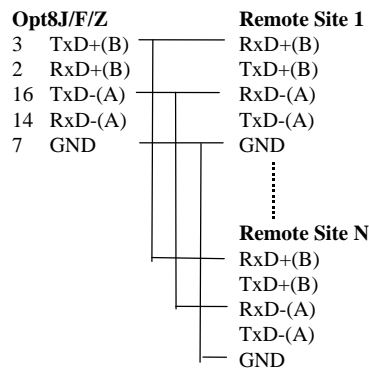 Opt8J/F/Z
3 TxD+(B)
2 RxD+(B)
16 TxD-(A)
14 RxD-(A)
7 GND
Remote Site 1
RxD+(B)
TxD+(B)
RxD-(A)
TxD-(A)
GND
Remote Site N
RxD+(B)
TxD+(B)
RxD-(A)
TxD-(A)
GND